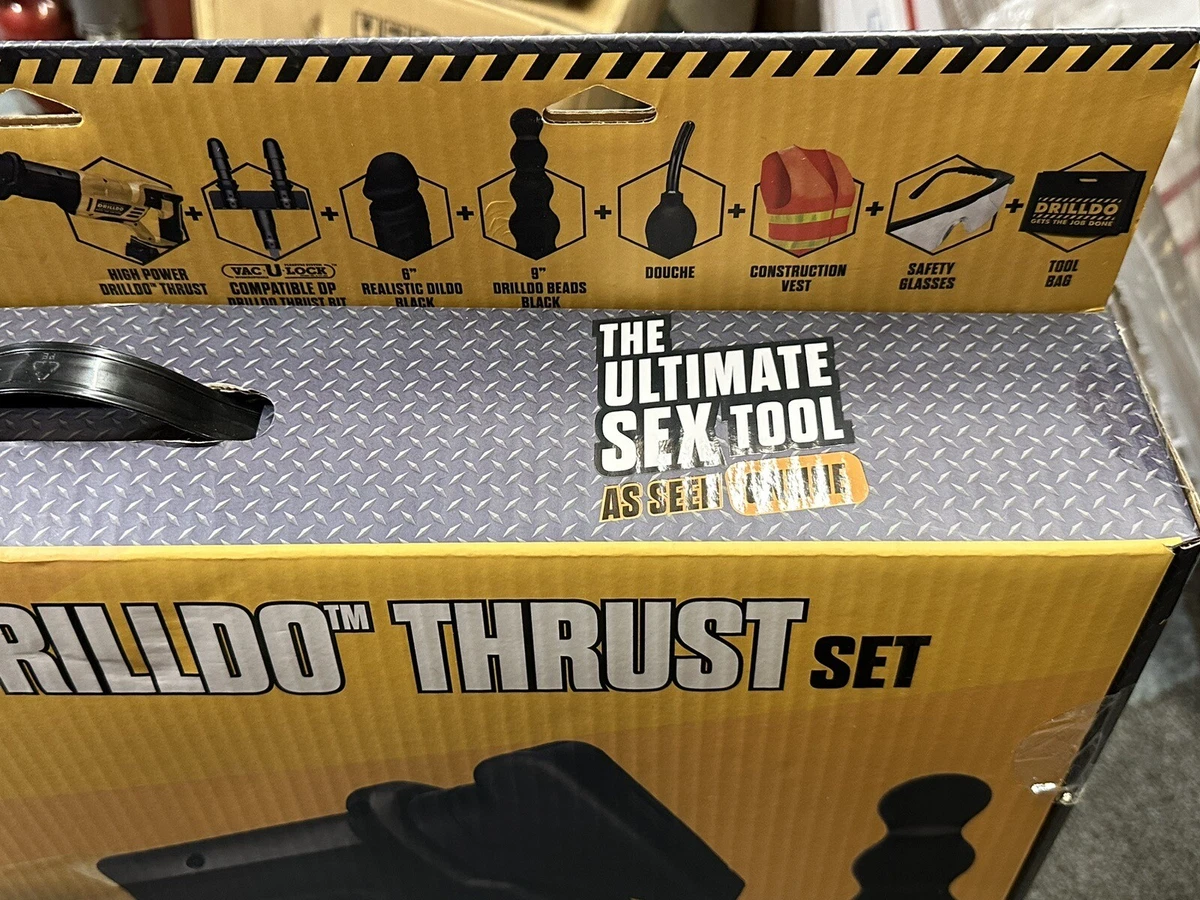 DRILLDO
HIGH POWER
DRILLDO™ THRUST
VAC-U-LOCK
COMPATIBLE DP
DRILLDO THRUST BIT
6"
REALISTIC DILDO
BLACK
9"
DRILLDO BEADS
BLACK
DOUCHE
CONSTRUCTION
VEST
SAFETY
GLASSES
DRILLDO
GETS THE JOB DONE
TOOL
BAG
THE
ULTIMATE
SEX TOOL
AS SEEN
RILLDO™ THRUST SET